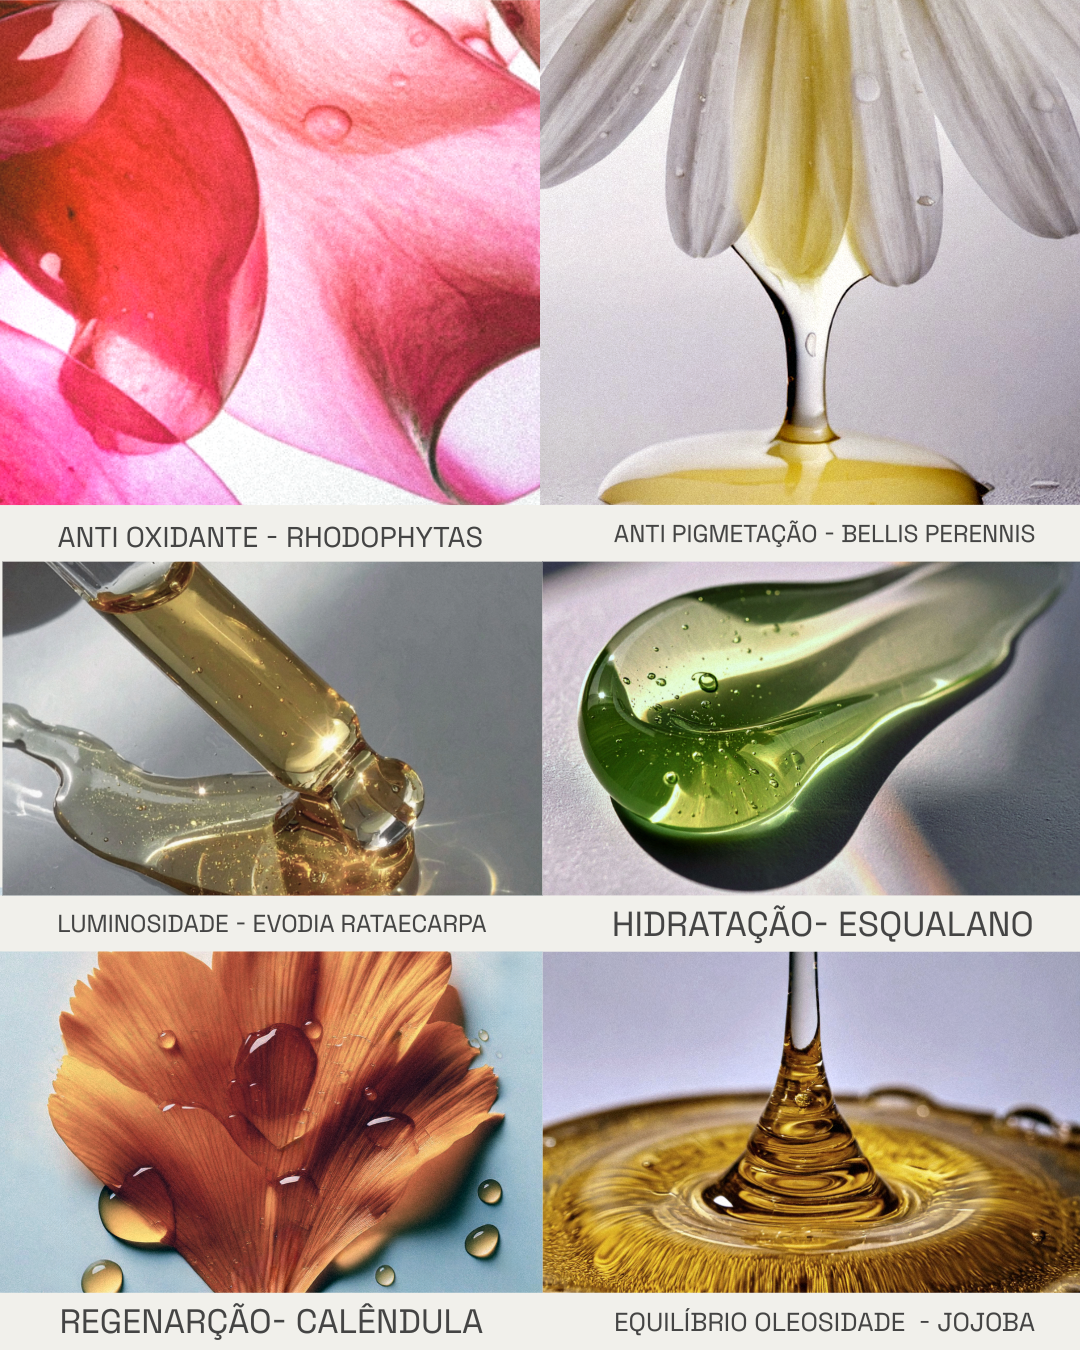 ANTI OXIDANTE - RHODOPHYTAS
ANTI PIGMETAÇÃO - BELLIS PERENNIS
LUMINOSIDADE - EVODIA RATAECARPA
HIDRATAÇÃO- ESQUALANO
REGENARÇÃO- CALÊNDULA
EQUILÍBRIO OLEOSIDADE - JOJOBA